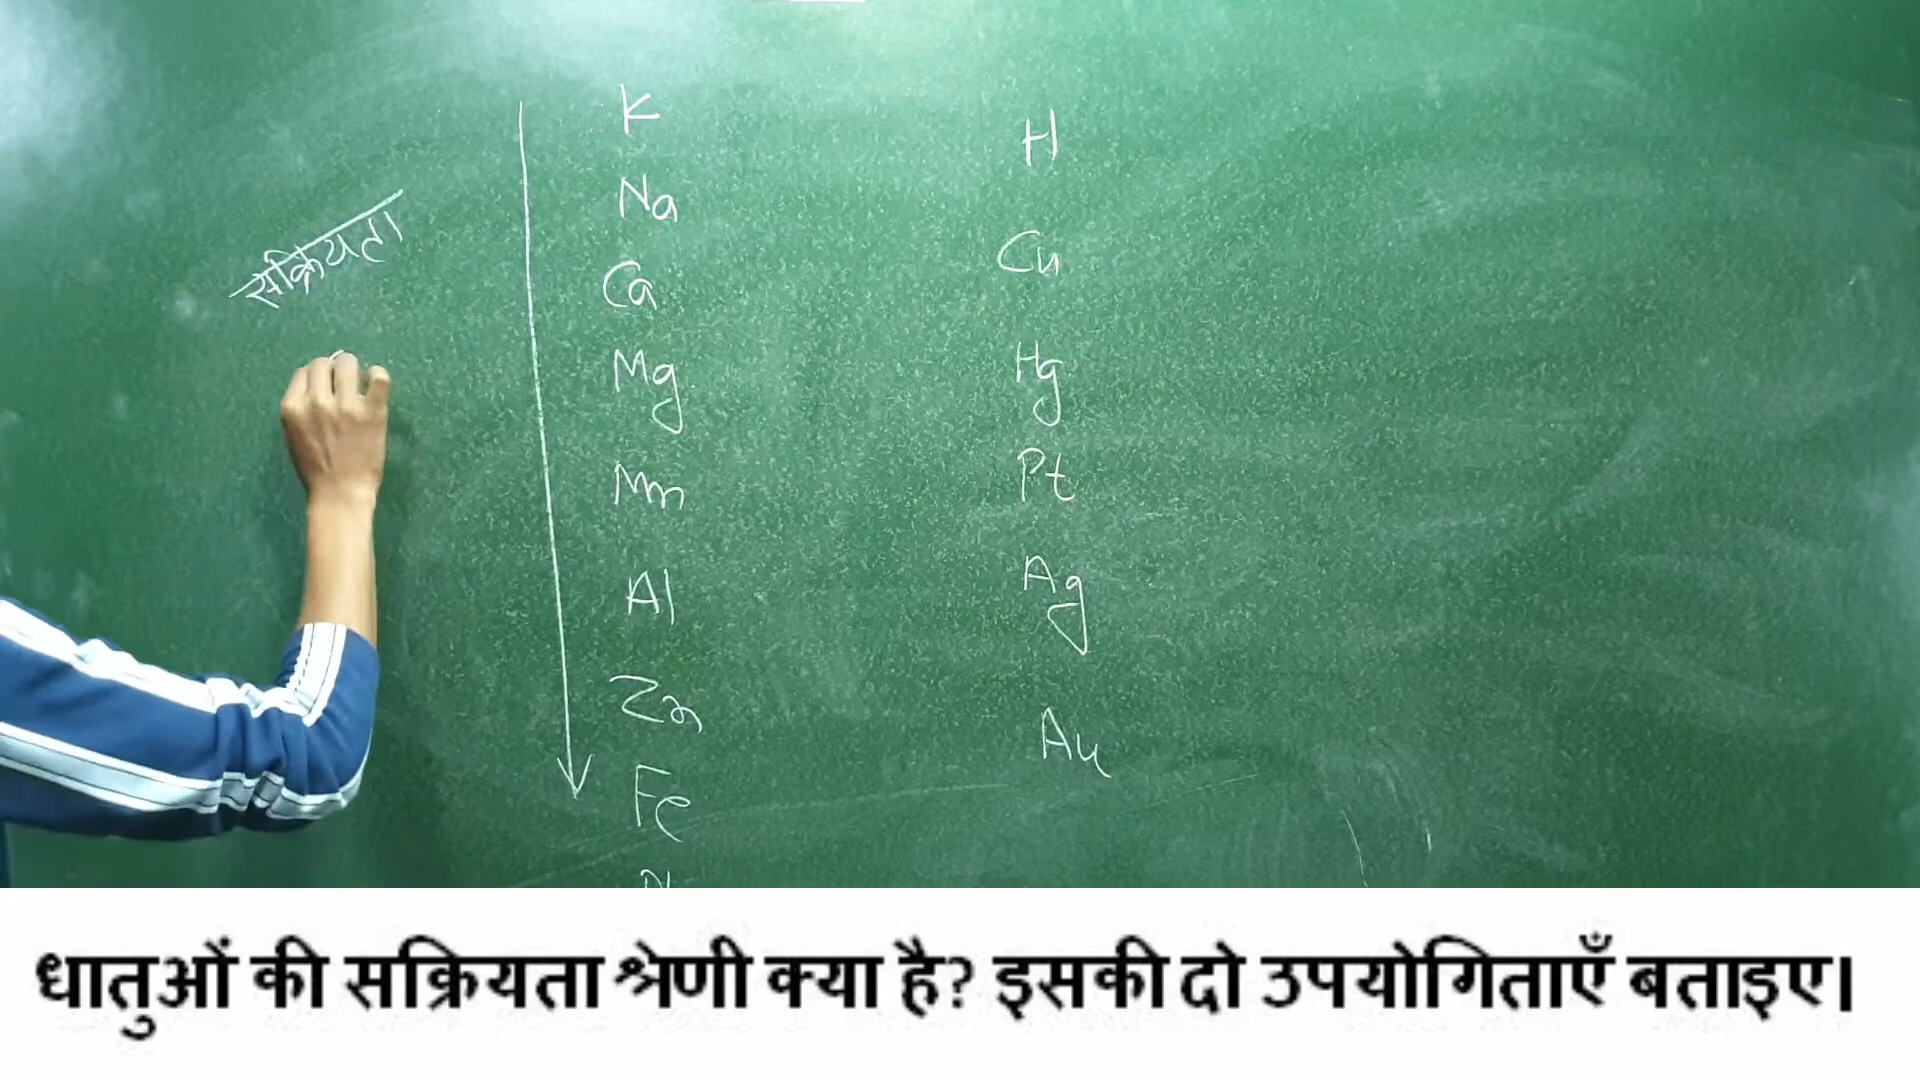 सक्रियता
K
Na
Ca
Mg
Mn
Al
Zn
Fe
H
Cu
Hg
Pt
Ag
Au
धातुओं की सक्रियता श्रेणी क्या है? इसकी दो उपयोगिताएँ बताइए।